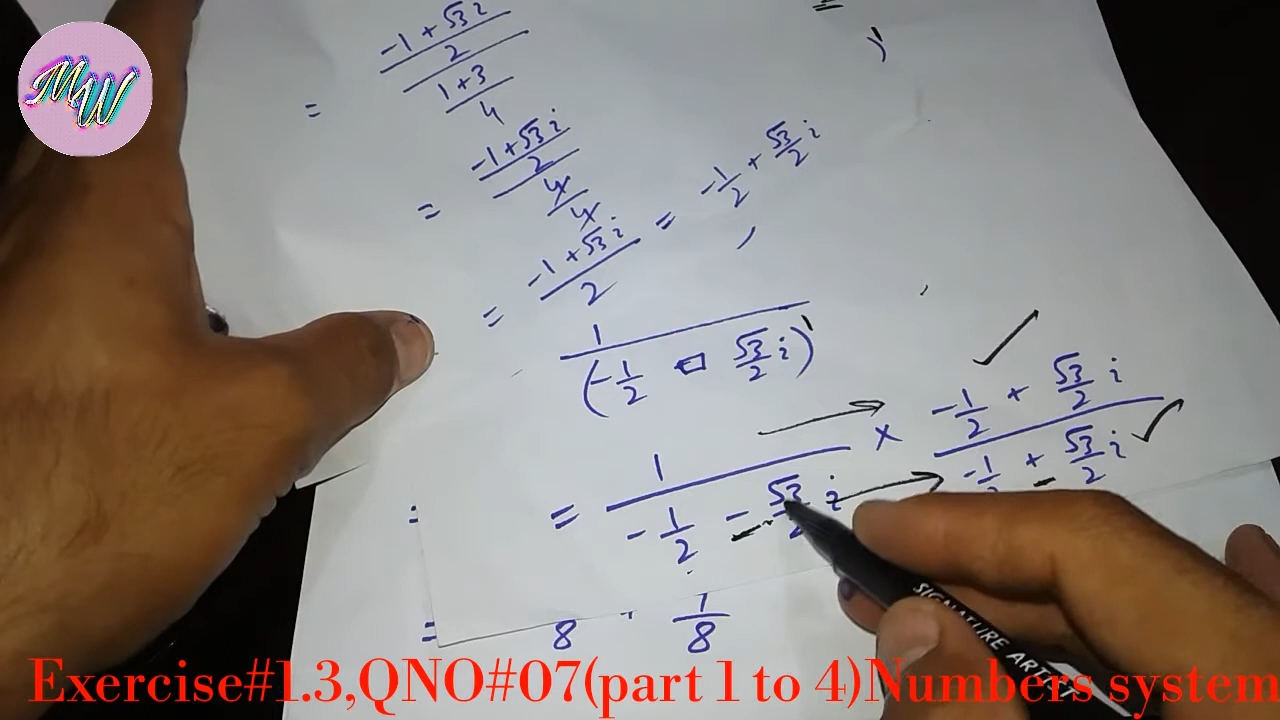 MW
-1 + √3 i
2
1 + 3
4
=
-1 + √3 i
2
4
4
=
= -1 + √3 i / 2 = -1/2 + √3/2 i
1
(-1/2 - √3/2 i)
= 1 / (-1/2 - √3/2 i) × (-1/2 + √3/2 i) / (-1/2 + √3/2 i)
=
8
1
8
SIGNATURE ARTIST
Exercise#1.3,QNO#07(part 1 to 4)Numbers system